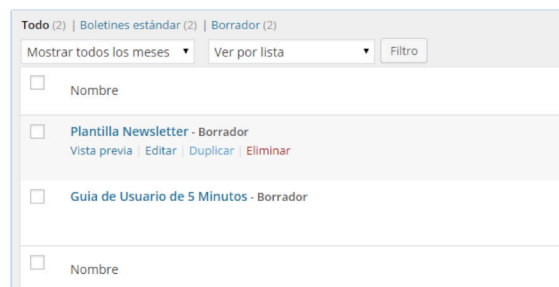 Todo (2) | Boletines estándar (2) | Borrador (2)
Mostrar todos los meses Ver por lista Filtro
Nombre
Plantilla Newsletter - Borrador
Vista previa | Editar | Duplicar | Eliminar
Guia de Usuario de 5 Minutos - Borrador
Nombre